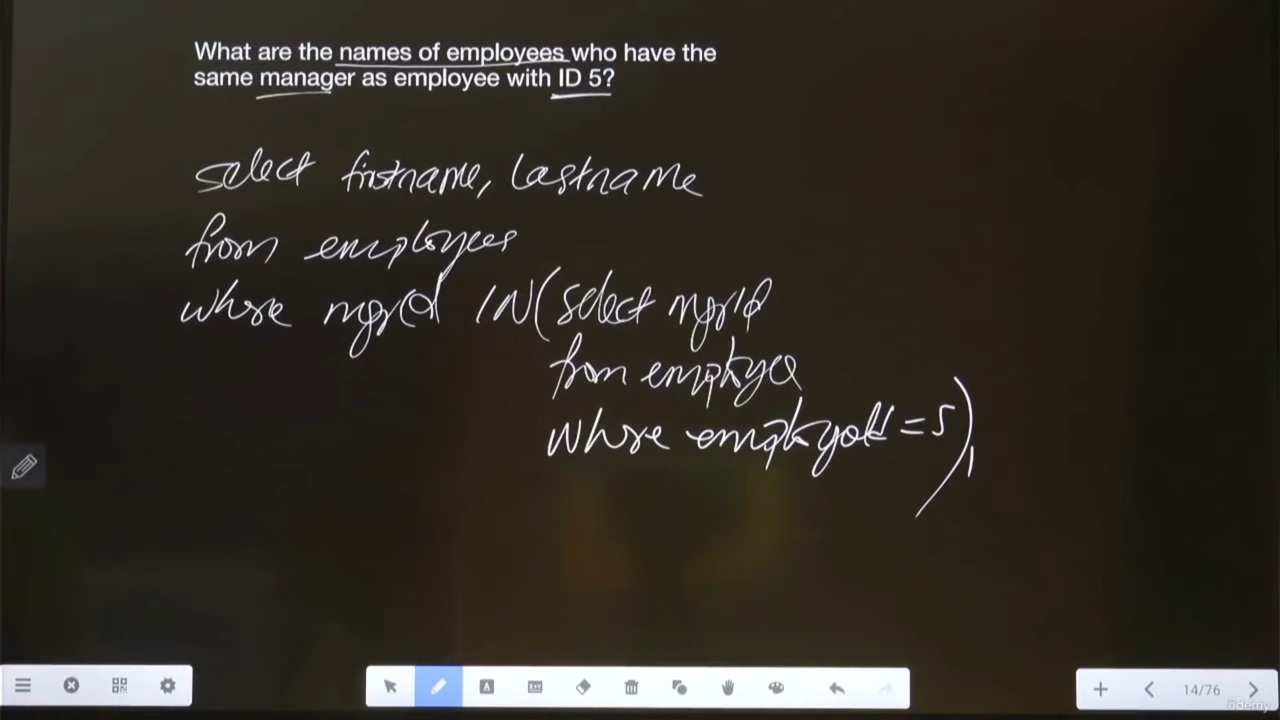 What are the names of employees who have the
same manager as employee with ID 5?
select firstname, lastname
from employees
where mgrid IN (select mgrid
from employee
where employeeId = 5);
14/76
ûdemy